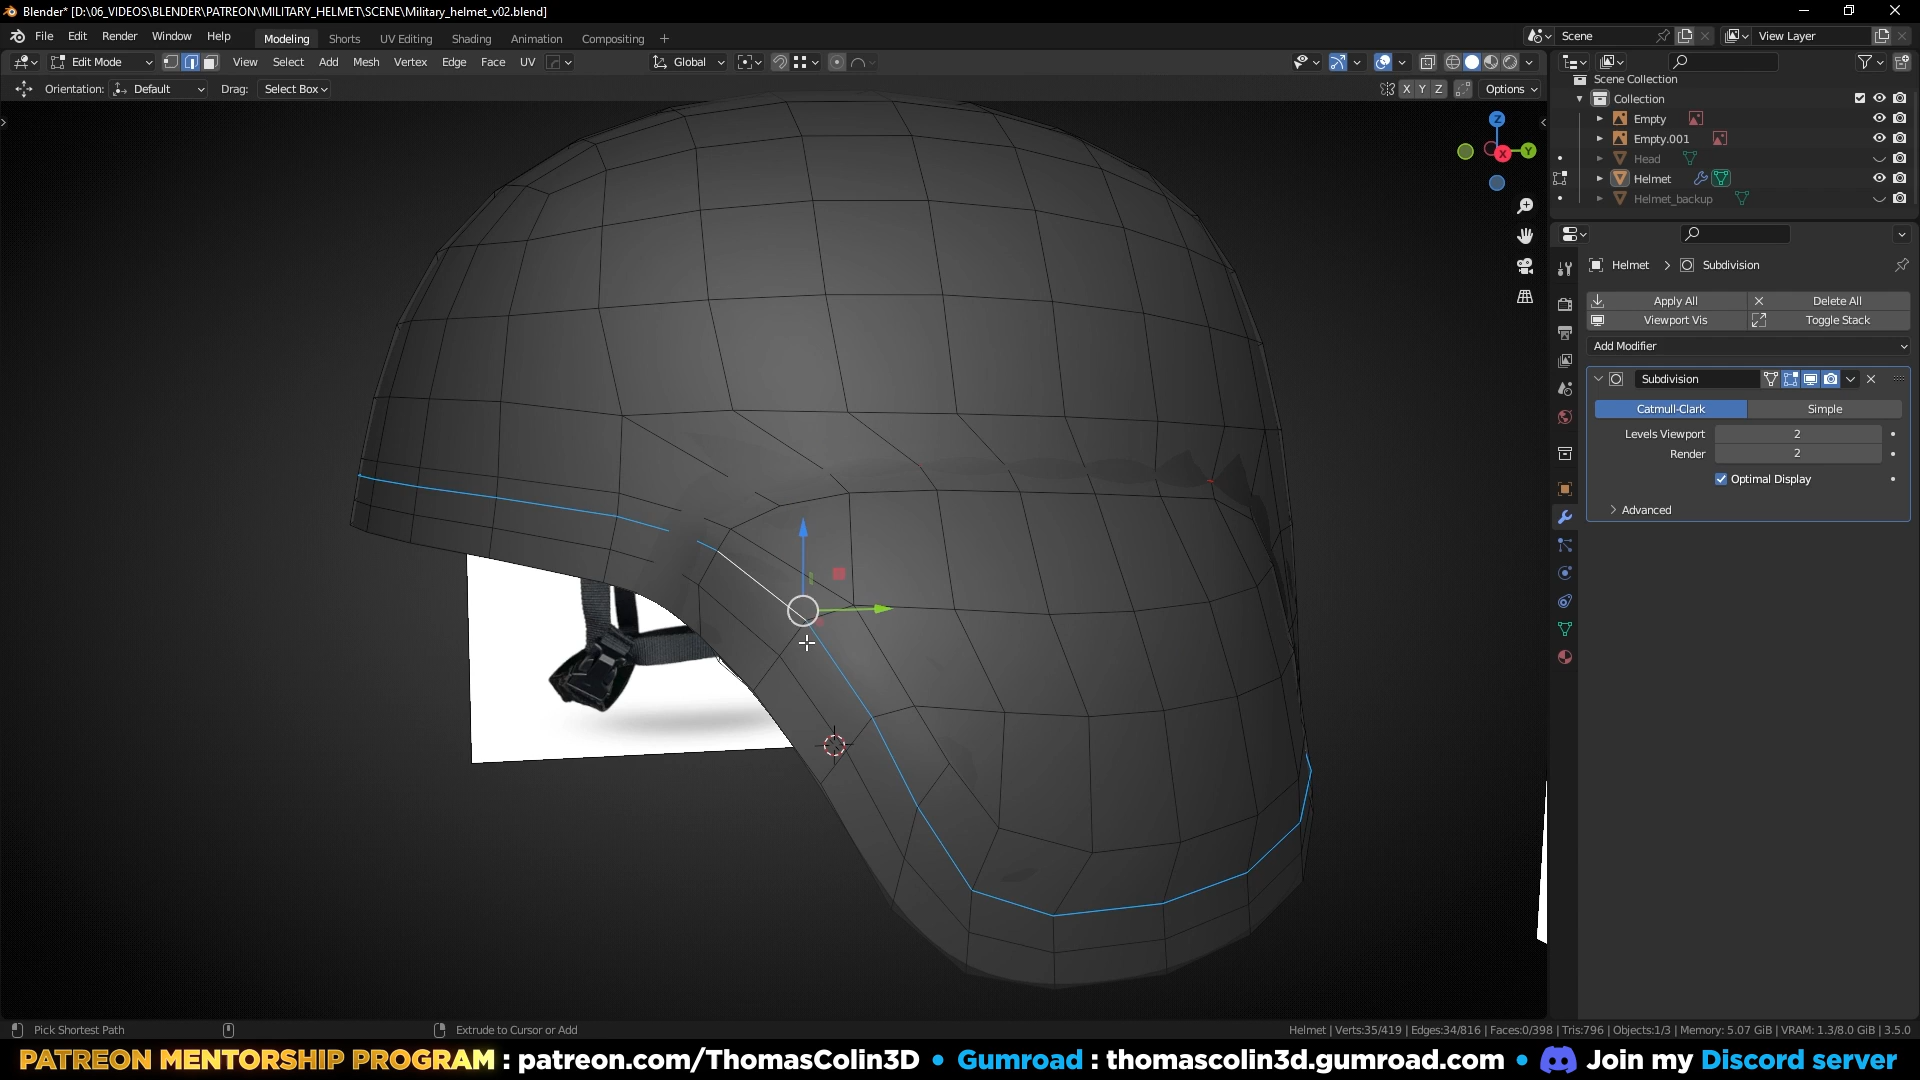 Blender* [D:\06_VIDEOS\BLENDER\PATREON\MILITARY_HELMET\SCENE\Military_helmet_v02.blend]
File Edit Render Window Help Modeling Shorts UV Editing Shading Animation Compositing + Scene View Layer
Edit Mode View Select Add Mesh Vertex Edge Face UV Global
Orientation: Default Drag: Select Box X Y Z Options
Scene Collection
Collection
Empty
Empty.001
Head
Helmet
Helmet_backup
Z
X
Y
Helmet > Subdivision
Apply All Delete All
Viewport Vis Toggle Stack
Add Modifier
Subdivision
Catmull-Clark Simple
Levels Viewport 2
Render 2
Optimal Display
Advanced
Pick Shortest Path Extrude to Cursor or Add Helmet | Verts:35/419 | Edges:34/816 | Faces:0/398 | Tris:796 | Objects:1/3 | Memory: 5.07 GiB | VRAM: 1.3/8.0 GiB | 3.5.0
PATREON MENTORSHIP PROGRAM : patreon.com/ThomasColin3D • Gumroad : thomascolin3d.gumroad.com • Join my Discord server